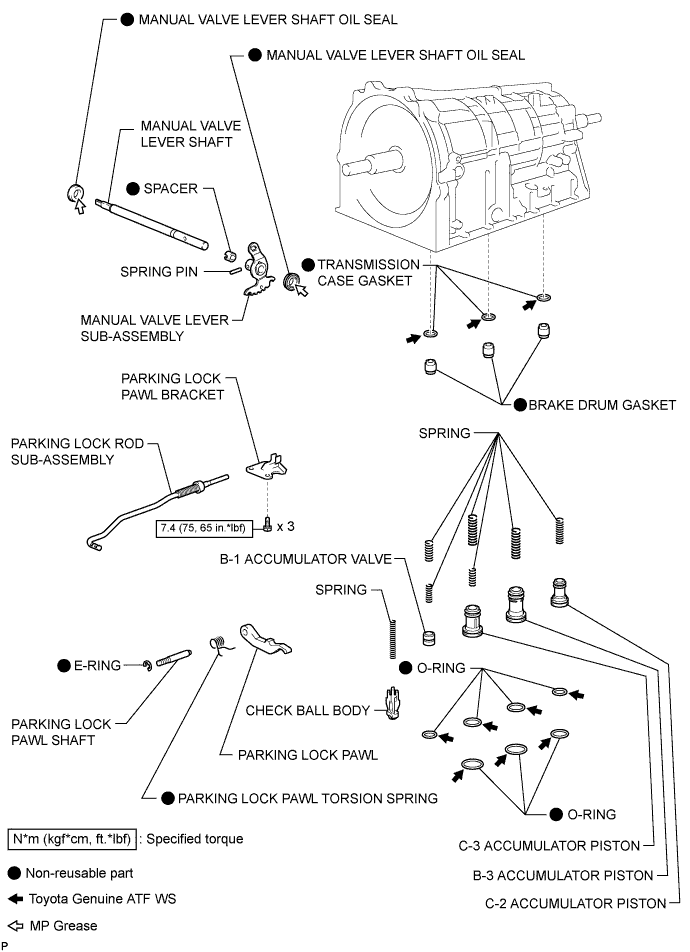 MANUAL VALVE LEVER SHAFT OIL SEAL
MANUAL VALVE LEVER SHAFT OIL SEAL
MANUAL VALVE
LEVER SHAFT
SPACER
SPRING PIN
TRANSMISSION
CASE GASKET
MANUAL VALVE LEVER
SUB-ASSEMBLY
PARKING LOCK
PAWL BRACKET
BRAKE DRUM GASKET
SPRING
PARKING LOCK ROD
SUB-ASSEMBLY
7.4 (75, 65 in.*lbf)
x 3
B-1 ACCUMULATOR VALVE
SPRING
E-RING
O-RING
CHECK BALL BODY
PARKING LOCK
PAWL SHAFT
PARKING LOCK PAWL
PARKING LOCK PAWL TORSION SPRING
O-RING
N*m (kgf*cm, ft.*lbf) : Specified torque
C-3 ACCUMULATOR PISTON
Non-reusable part
B-3 ACCUMULATOR PISTON
Toyota Genuine ATF WS
C-2 ACCUMULATOR PISTON
MP Grease
P